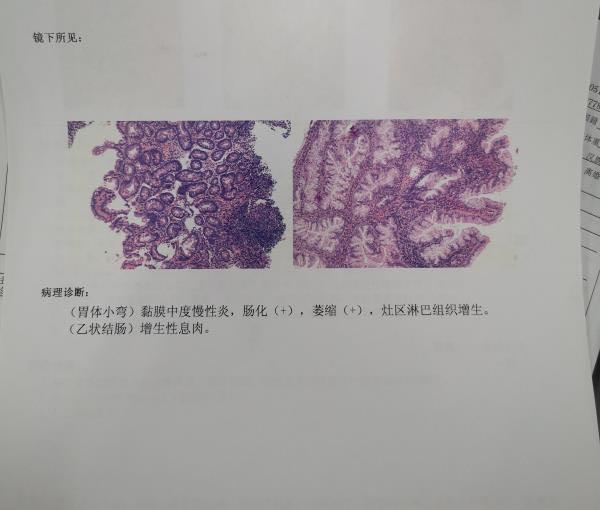 镜下所见：
病理诊断：
（胃体小弯）黏膜中度慢性炎，肠化（+），萎缩（+），灶区淋巴组织增生。
（乙状结肠）增生性息肉。